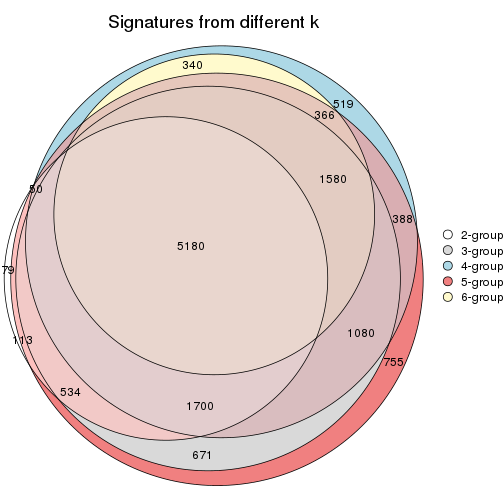 Signatures from different k
340
519
366
1580
50
388
5180
79
113
1080
755
534
1700
671
2-group
3-group
4-group
5-group
6-group